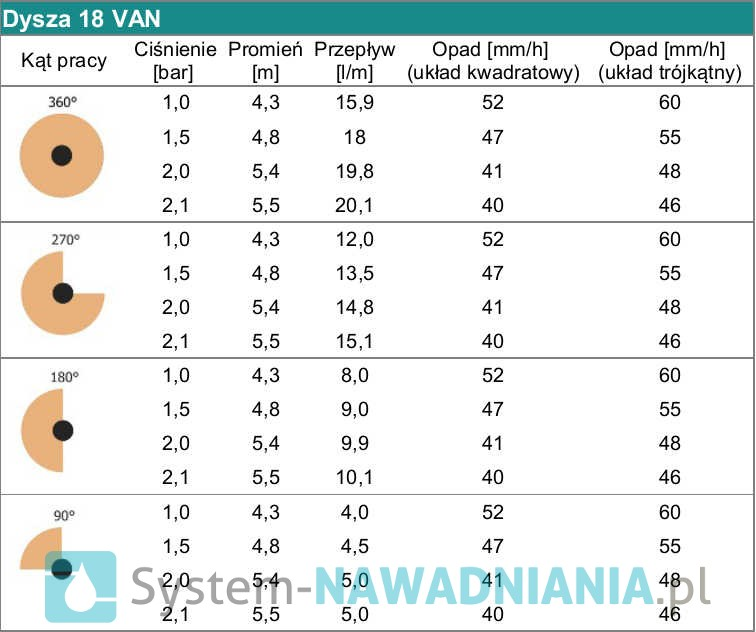 Dysza 18 VAN
Kąt pracy Ciśnienie [bar] Promień [m] Przepływ [l/m] Opad [mm/h] (układ kwadratowy) Opad [mm/h] (układ trójkątny)
360°
1,0 4,3 15,9 52 60
1,5 4,8 18 47 55
2,0 5,4 19,8 41 48
2,1 5,5 20,1 40 46
270°
1,0 4,3 12,0 52 60
1,5 4,8 13,5 47 55
2,0 5,4 14,8 41 48
2,1 5,5 15,1 40 46
180°
1,0 4,3 8,0 52 60
1,5 4,8 9,0 47 55
2,0 5,4 9,9 41 48
2,1 5,5 10,1 40 46
90°
1,0 4,3 4,0 52 60
1,5 4,8 4,5 47 55
2,0 5,4 5,0 41 48
2,1 5,5 5,0 40 46
System-NAWADNIANIA.pl